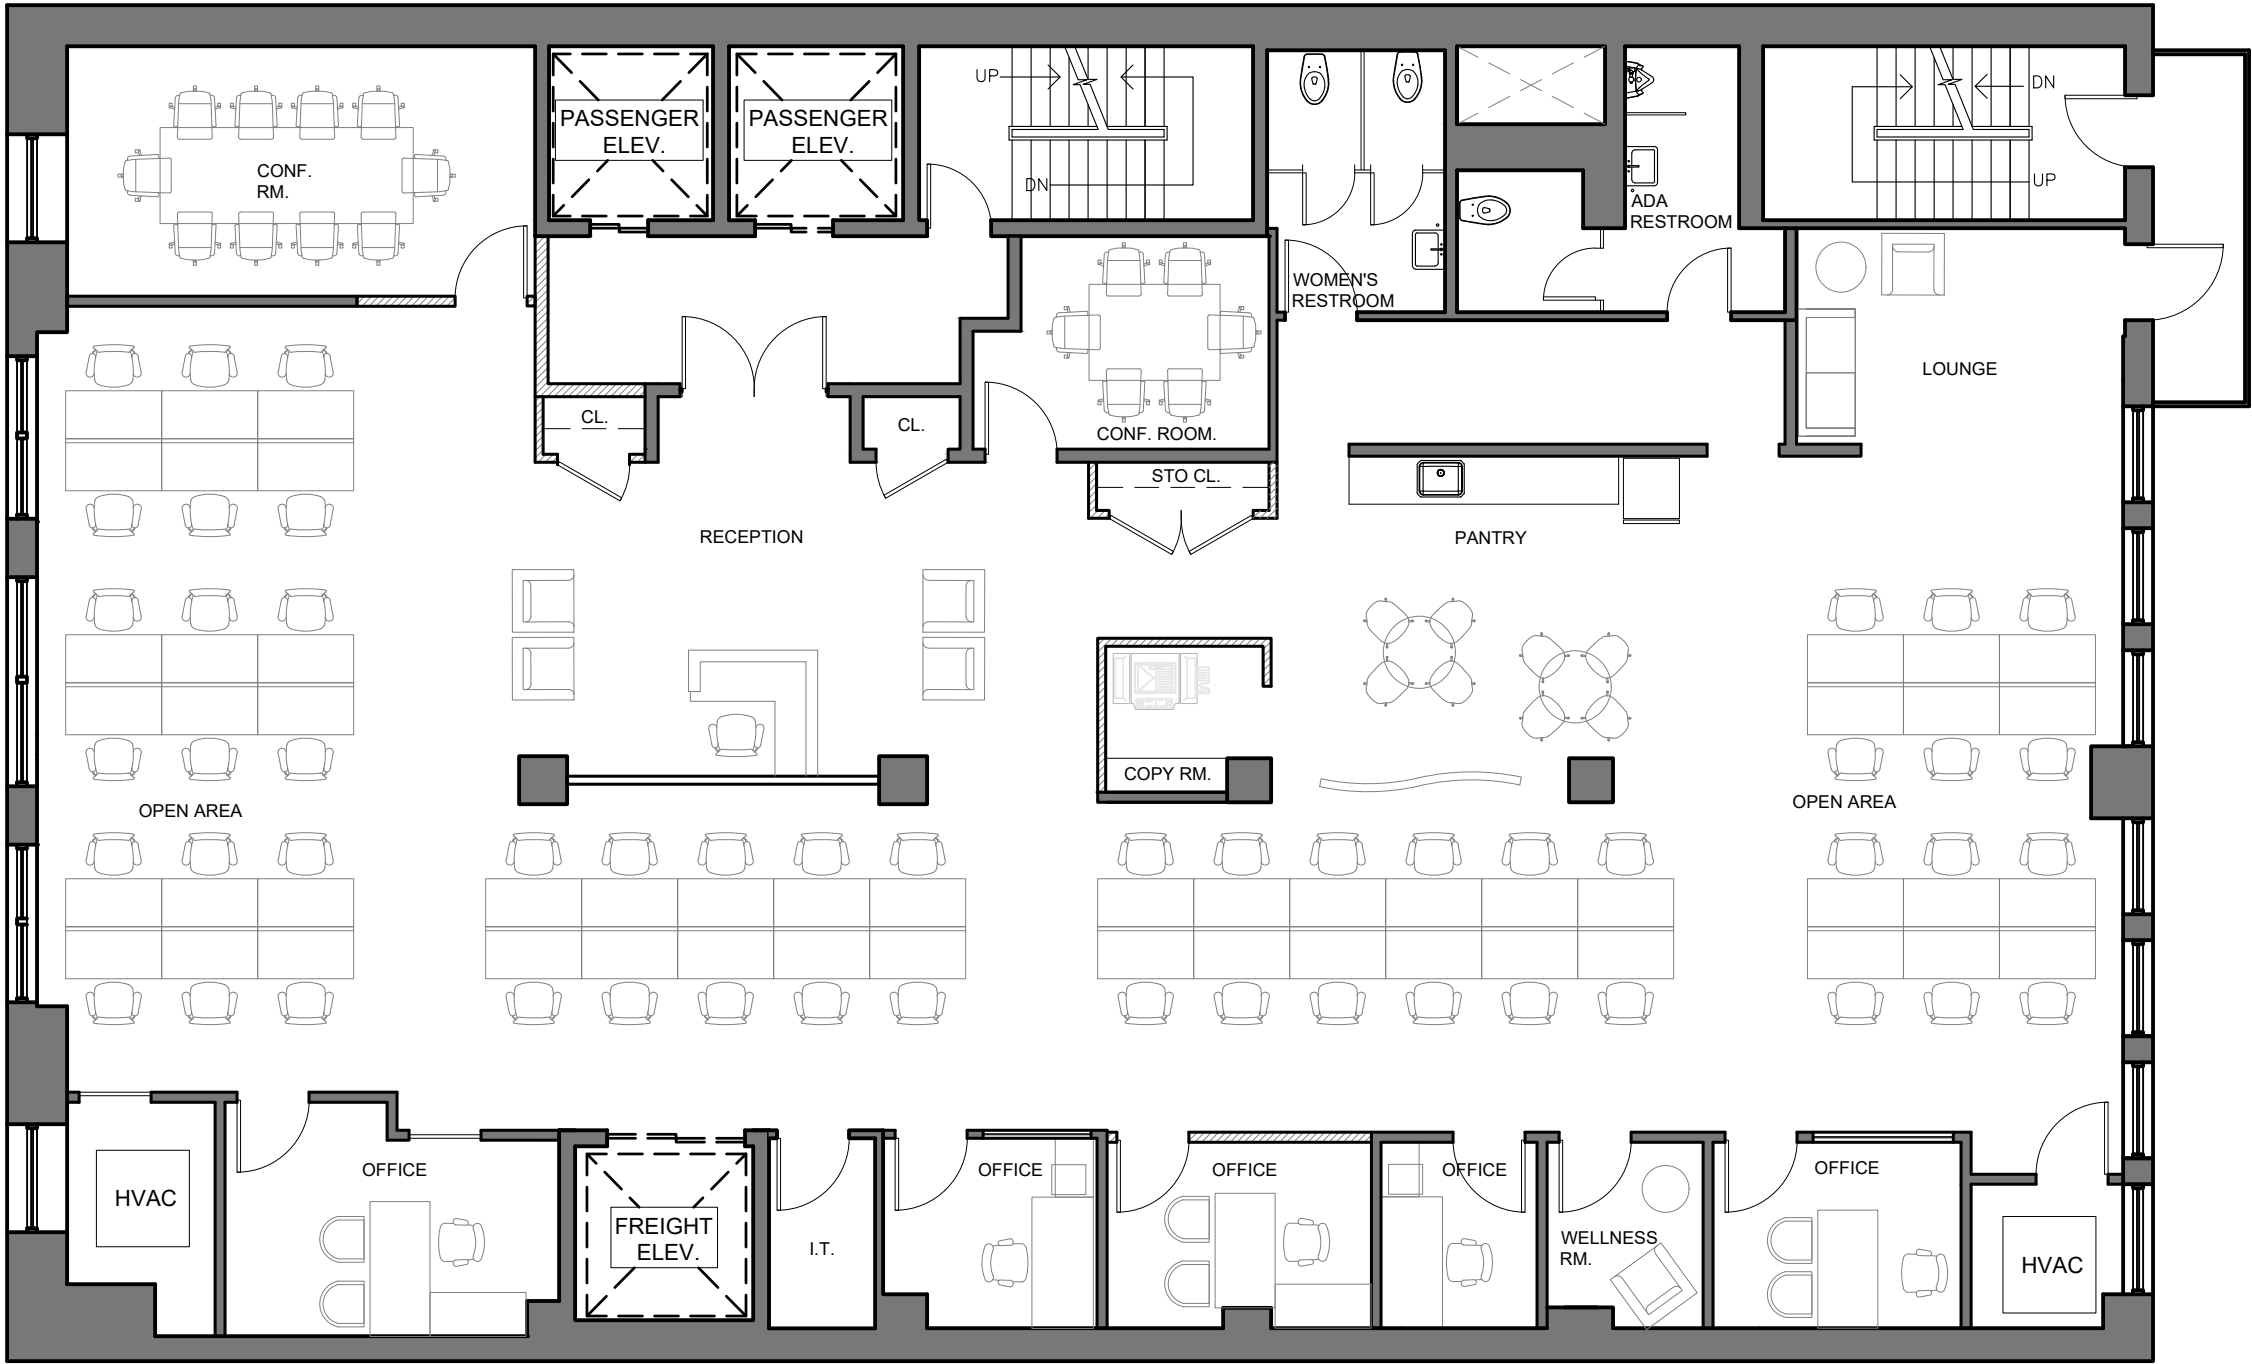 UP
DN
PASSENGER
ELEV.
PASSENGER
ELEV.
CONF.
RM.
DN
UP
ADA
RESTROOM
WOMEN'S
RESTROOM
LOUNGE
CL.
CL.
CONF. ROOM.
STO CL.
RECEPTION
PANTRY
COPY RM.
OPEN AREA
OPEN AREA
OFFICE
OFFICE
OFFICE
OFFICE
OFFICE
HVAC
FREIGHT
ELEV.
I.T.
WELLNESS
RM.
HVAC